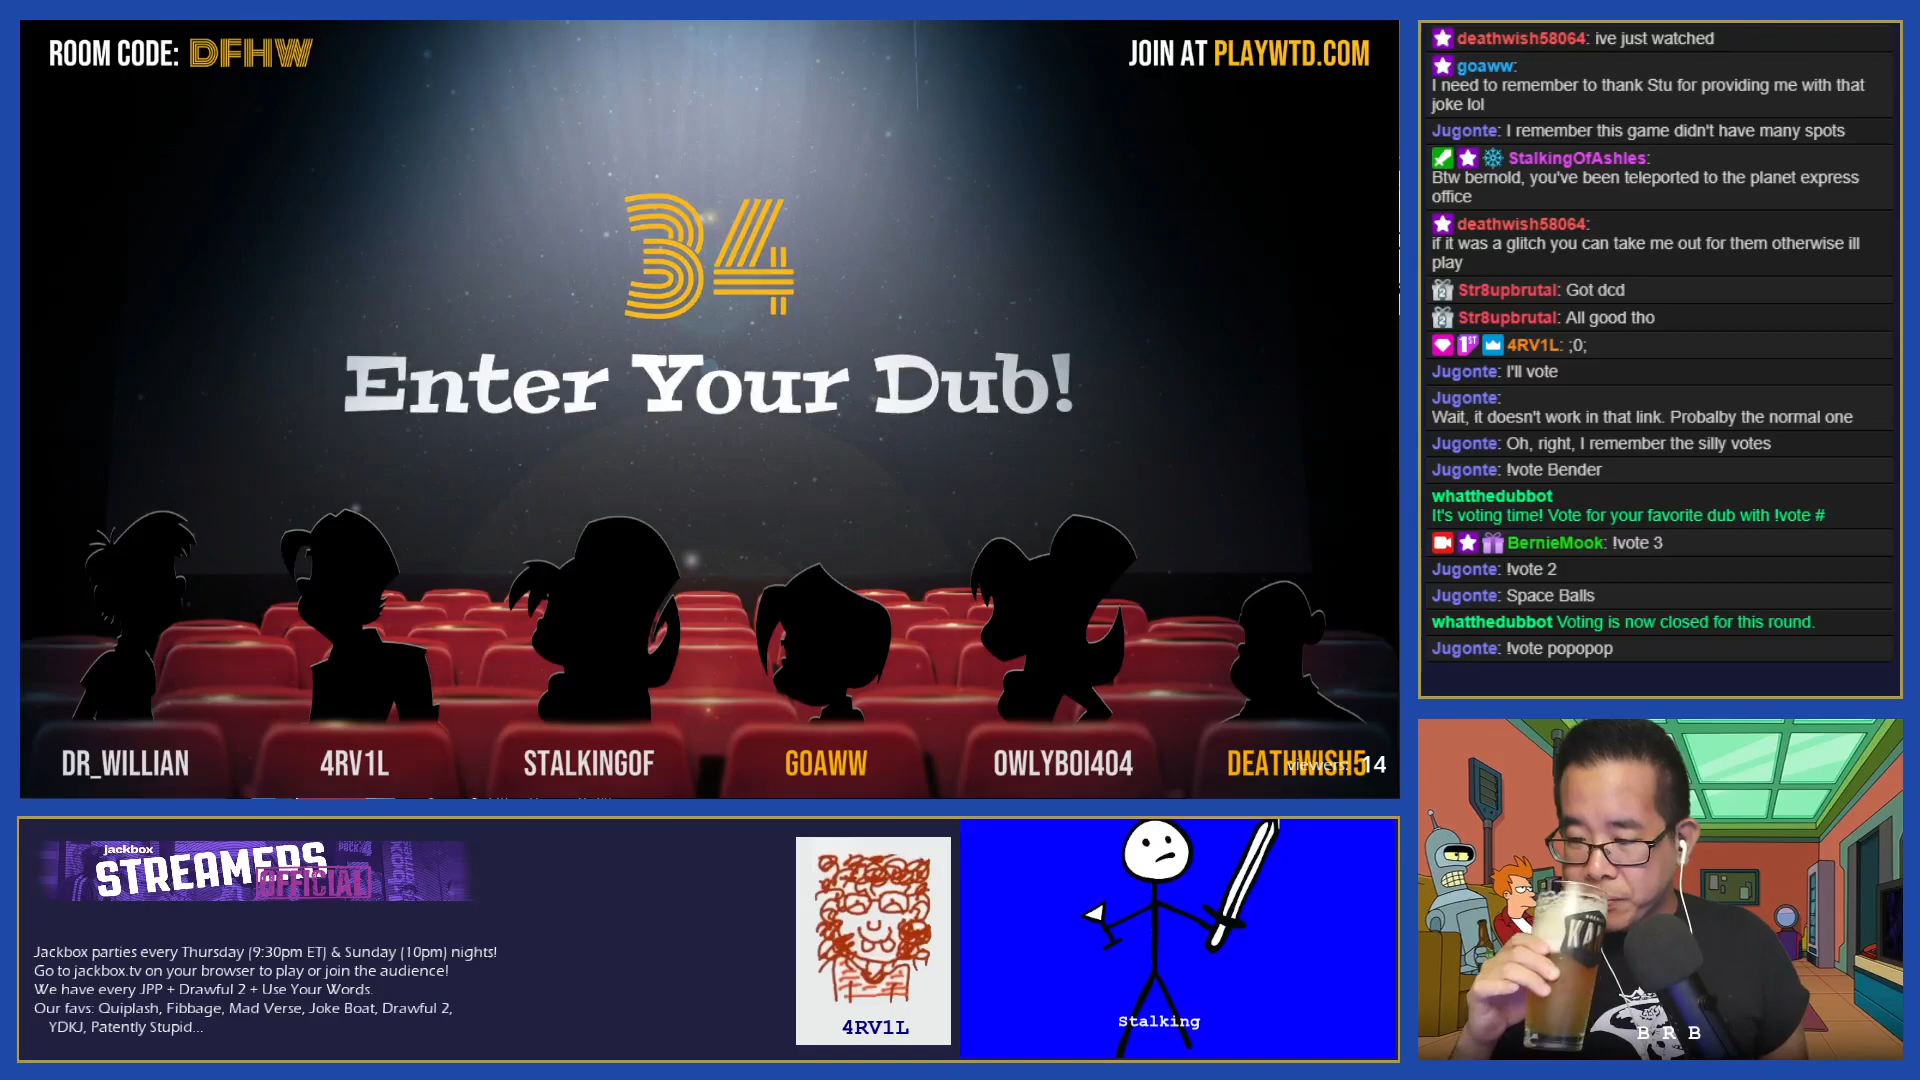 ROOM CODE: DFHW
JOIN AT PLAYWTD.COM
34
Enter Your Dub!
DR_WILLIAN
4RV1L
STALKINGOF
GOAWW
OWLYBOI404
DEATHWISH5
viewers: 14
deathwish58064: ive just watched
goaww:
I need to remember to thank Stu for providing me with that
joke lol
Jugonte: I remember this game didn't have many spots
StalkingOfAshles:
Btw bernold, you've been teleported to the planet express
office
deathwish58064:
if it was a glitch you can take me out for them otherwise ill
play
2 Str8upbrutal: Got dcd
2 Str8upbrutal: All good tho
1ST 4RV1L: ;0;
Jugonte: I'll vote
Jugonte:
Wait, it doesn't work in that link. Probalby the normal one
Jugonte: Oh, right, I remember the silly votes
Jugonte: !vote Bender
whatthedubbot
It's voting time! Vote for your favorite dub with !vote #
BernieMook: !vote 3
Jugonte: !vote 2
Jugonte: Space Balls
whatthedubbot Voting is now closed for this round.
Jugonte: !vote popopop
jackbox
STREAMERS
OFFICIAL
Jackbox parties every Thursday (9:30pm ET) & Sunday (10pm) nights!
Go to jackbox.tv on your browser to play or join the audience!
We have every JPP + Drawful 2 + Use Your Words.
Our favs: Quiplash, Fibbage, Mad Verse, Joke Boat, Drawful 2,
YDKJ, Patently Stupid...
4RV1L
Stalking
B R B